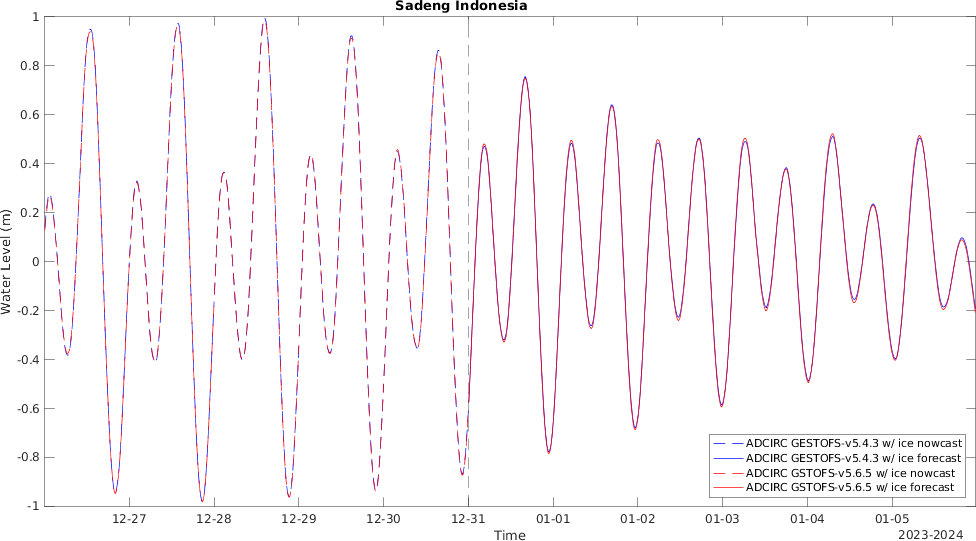 Sadeng Indonesia
1
0.8
0.6
0.4
0.2
0
-0.2
-0.4
-0.6
-0.8
-1
Water Level (m)
ADCIRC GESTOFS-v5.4.3 w/ ice nowcast
ADCIRC GESTOFS-v5.4.3 w/ ice forecast
ADCIRC GSTOFS-v5.6.5 w/ ice nowcast
ADCIRC GSTOFS-v5.6.5 w/ ice forecast
12-27 12-28 12-29 12-30 12-31 01-01 01-02 01-03 01-04 01-05
Time
2023-2024